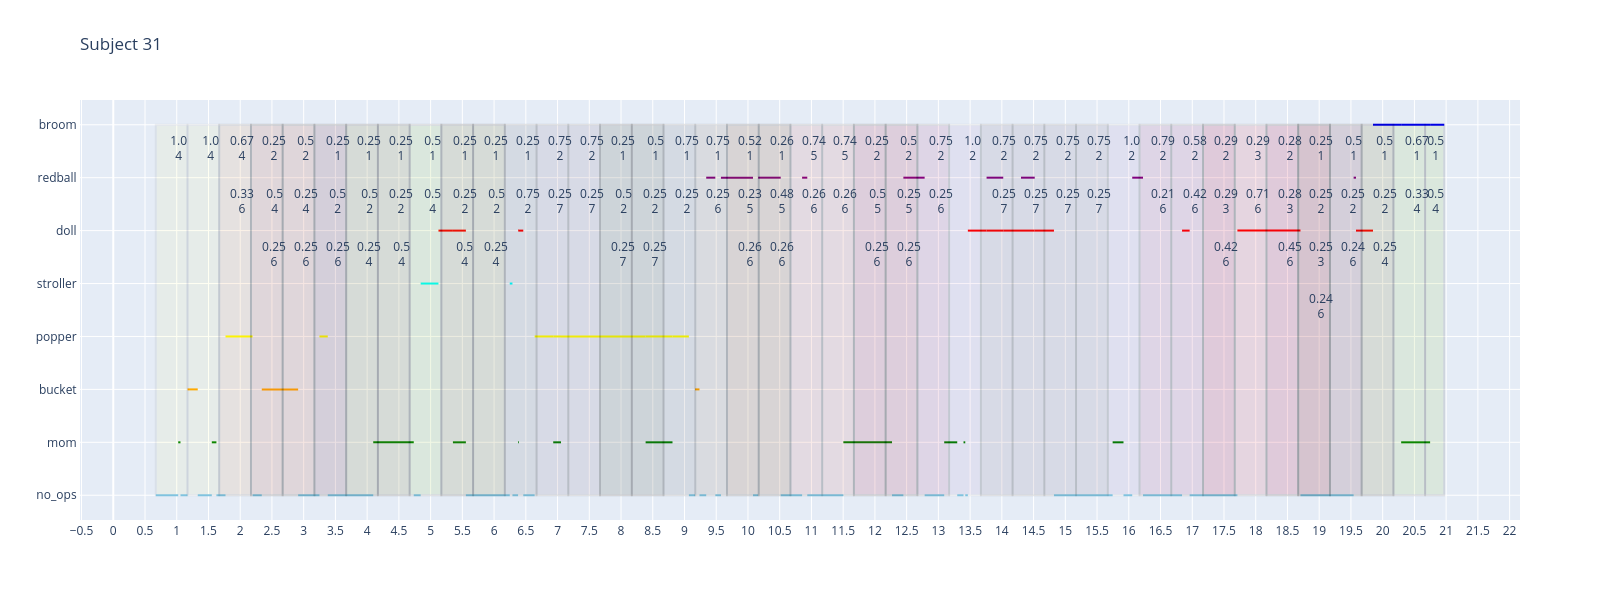 Subject 31
broom
1.0 1.0 0.67 0.25 0.5 0.25 0.25 0.25 0.5 0.25 0.25 0.25 0.75 0.75 0.25 0.5 0.75 0.75 0.52 0.26 0.74 0.74 0.25 0.5 0.75 1.0 0.75 0.75 0.75 0.75 1.0 0.79 0.58 0.29 0.29 0.28 0.25 0.5 0.5 0.67 0.5
4 4 4 2 2 1 1 1 1 1 1 1 2 2 1 1 1 1 1 1 5 5 2 2 2 2 2 2 2 2 2 2 2 2 3 2 1 1 1 1 1
redball
0.33 0.5 0.5 0.5 0.5 0.25 0.5 0.25 0.5 0.75 0.25 0.25 0.5 0.25 0.25 0.25 0.23 0.48 0.26 0.26 0.5 0.25 0.25 0.25 0.25 0.25 0.25 0.21 0.42 0.29 0.71 0.28 0.25 0.25 0.25 0.33 0.5
6 4 4 2 2 2 4 2 2 2 7 7 2 6 2 6 5 5 6 6 5 5 6 7 7 7 7 6 6 3 6 3 2 2 2 4 4
doll
0.25 0.25 0.25 0.25 0.5 0.5 0.25 0.25 0.25 0.26 0.26 0.25 0.25 0.42 0.45 0.25 0.24 0.25
6 6 6 4 4 4 4 7 7 6 6 6 6 6 6 3 6 4
stroller
0.24
6
popper
bucket
mom
no_ops
−0.5 0 0.5 1 1.5 2 2.5 3 3.5 4 4.5 5 5.5 6 6.5 7 7.5 8 8.5 9 9.5 10 10.5 11 11.5 12 12.5 13 13.5 14 14.5 15 15.5 16 16.5 17 17.5 18 18.5 19 19.5 20 20.5 21 21.5 22